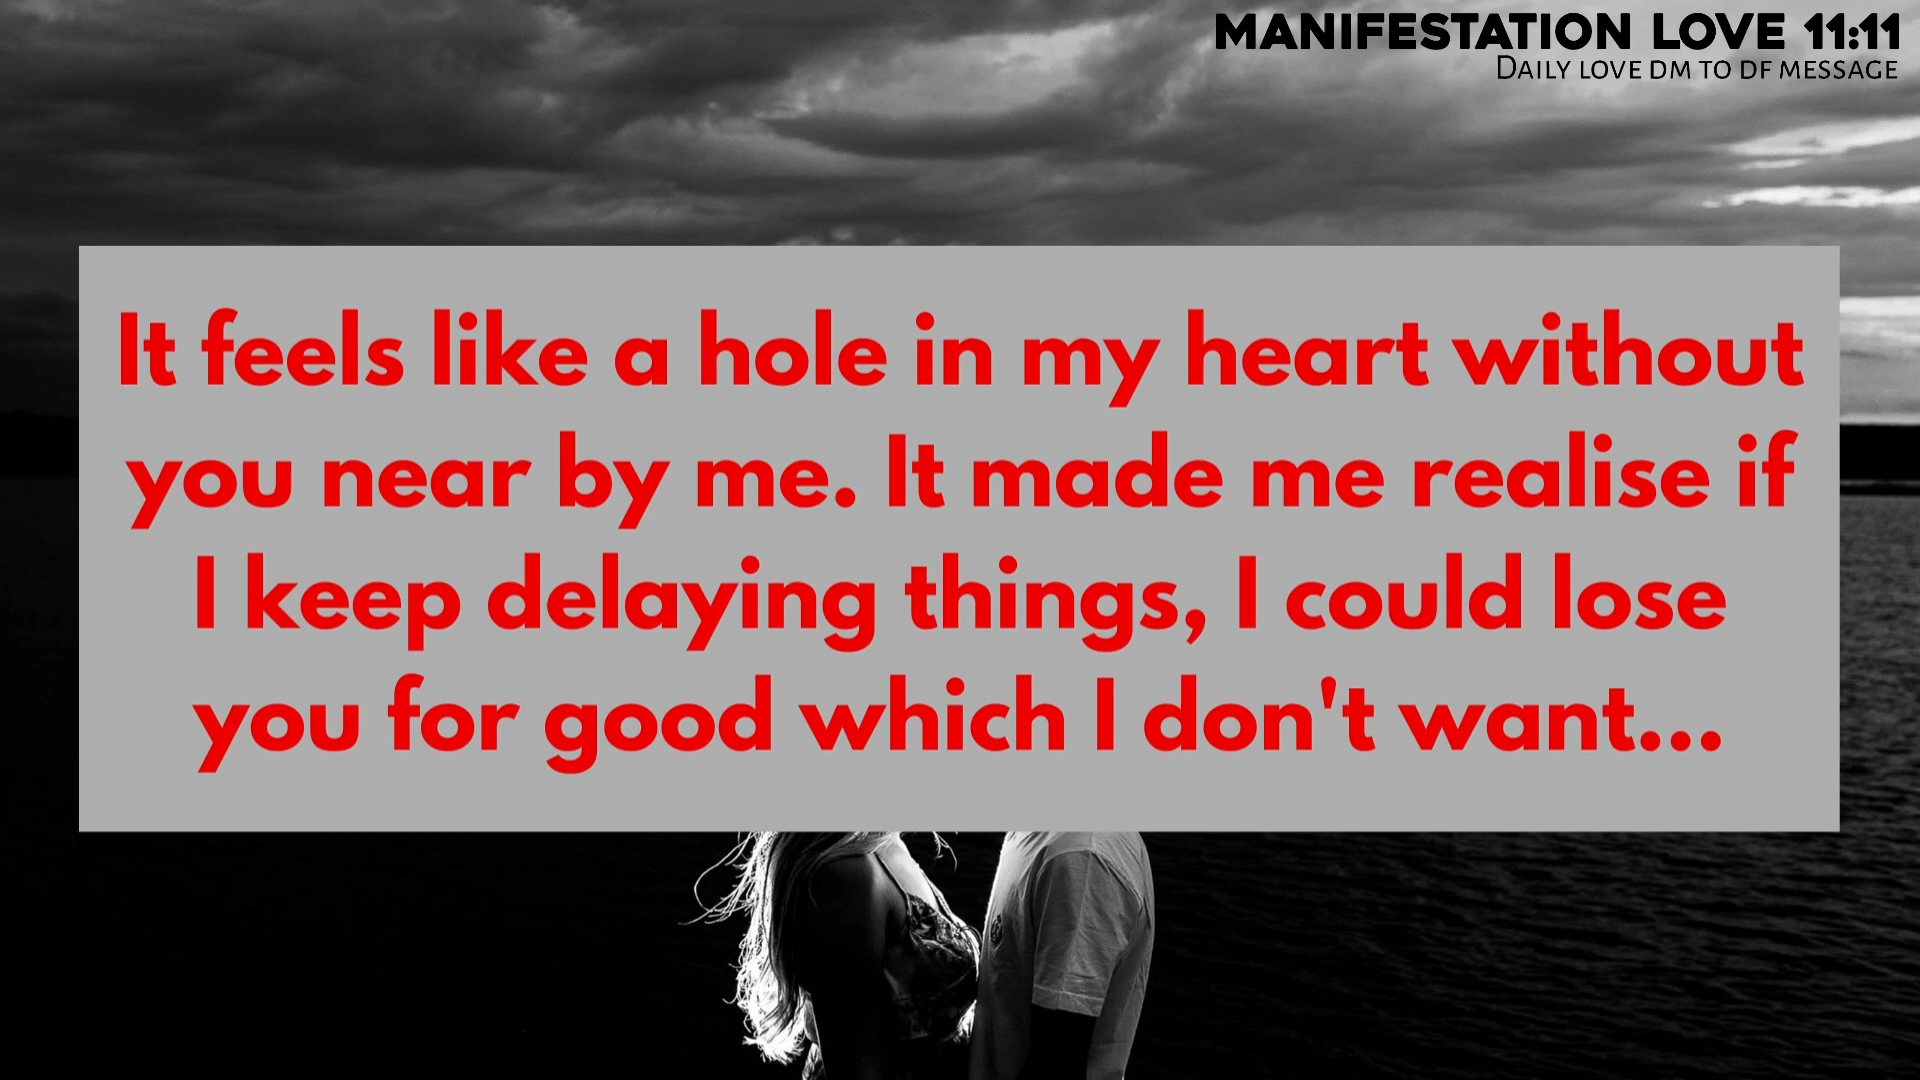 MANIFESTATION LOVE 11:11
DAILY LOVE DM TO DF MESSAGE
It feels like a hole in my heart without
you near by me. It made me realise if
I keep delaying things, I could lose
you for good which I don't want...